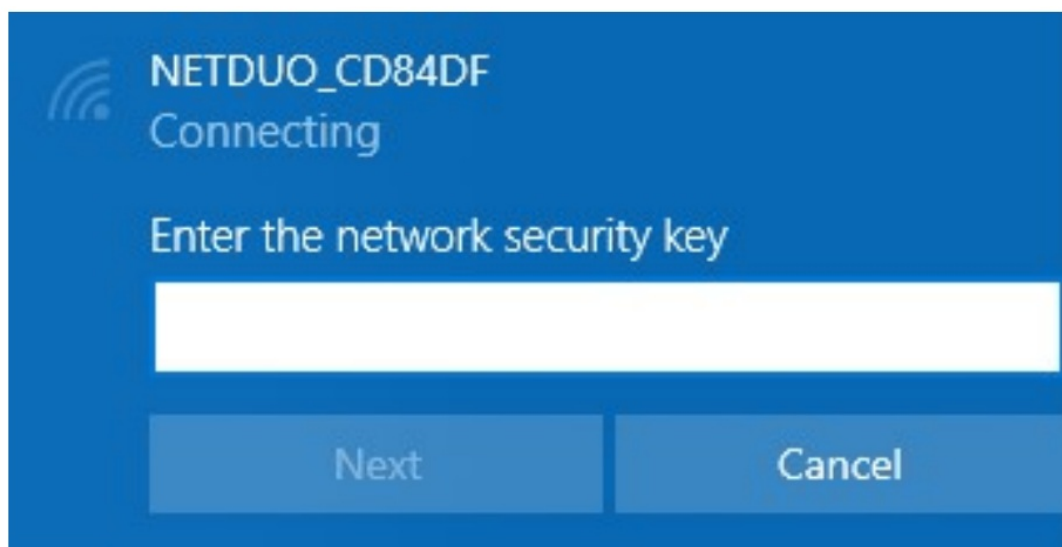 NETDUO_CD84DF
Connecting
Enter the network security key
Next
Cancel